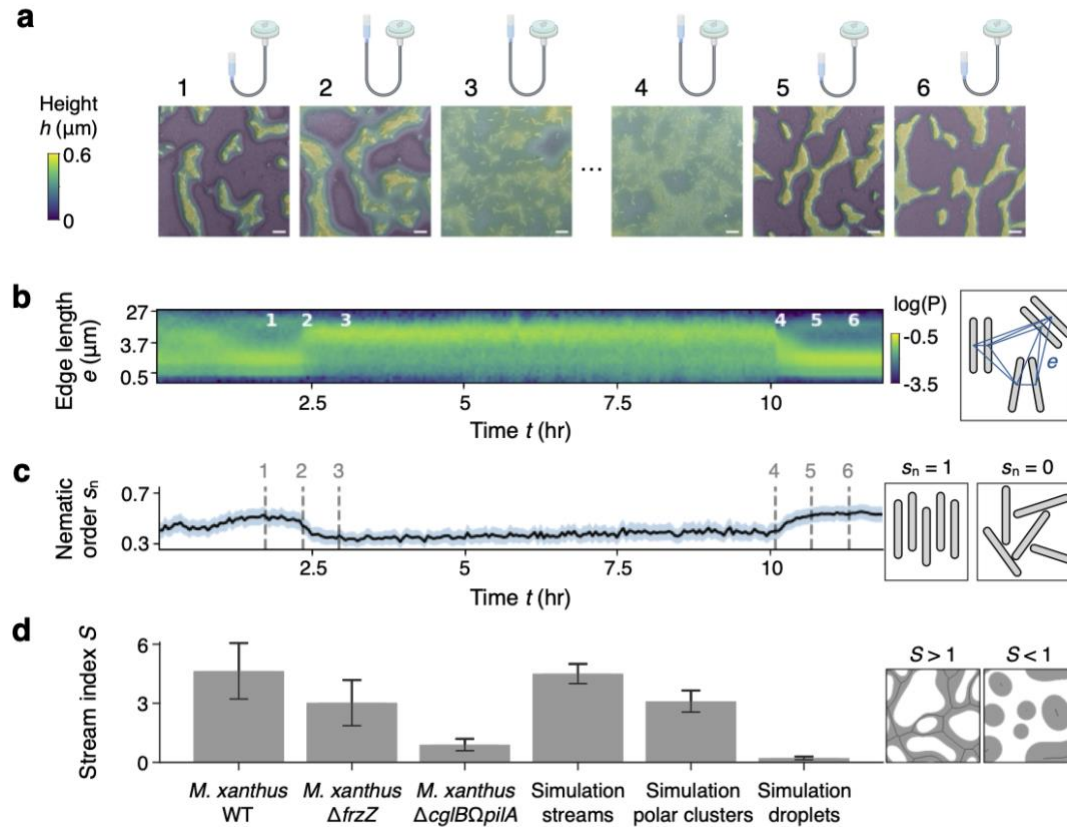 a
1 2 3 4 5 6
Height
h (μm)
0.6
0
...
b
Edge length
e (μm)
27
3.7
0.5
1 2 3 4 5 6
2.5 5 7.5 10
Time t (hr)
log(P)
-0.5
-3.5
e
c
Nematic
order sn
0.7
0.3
1 2 3 4 5 6
2.5 5 7.5 10
Time t (hr)
sn = 1 sn = 0
d
Stream index S
6
3
0
M. xanthus
WT
M. xanthus
ΔfrzZ
M. xanthus
ΔcglBΩpilA
Simulation
streams
Simulation
polar clusters
Simulation
droplets
S > 1 S < 1